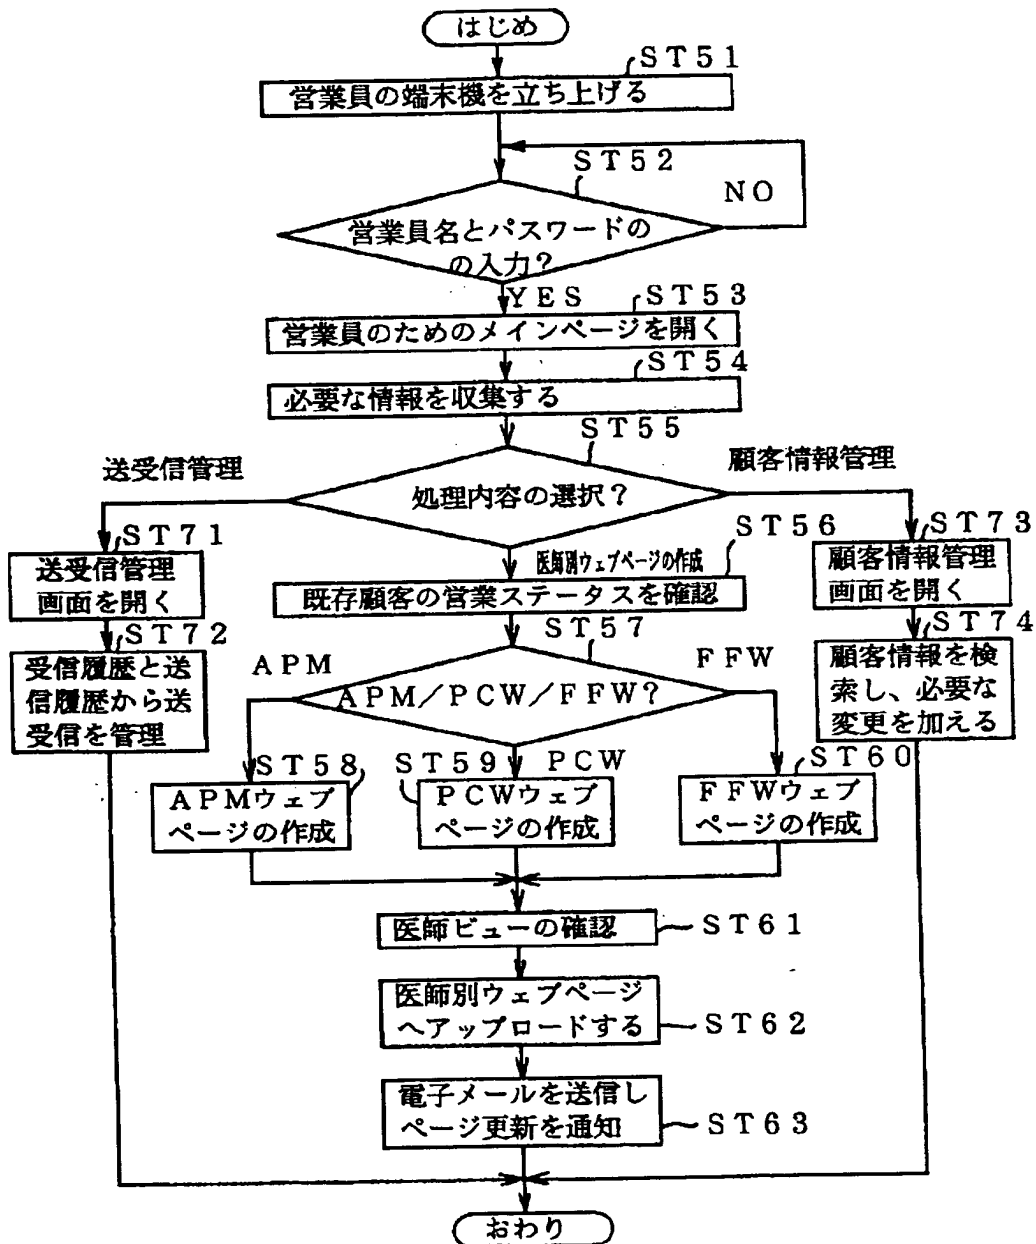 はじめ
ST51
営業員の端末機を立ち上げる
ST52
NO
営業員名とパスワードの
の入力?
YES
ST53
営業員のためのメインページを開く
ST54
必要な情報を収集する
ST55
送受信管理
顧客情報管理
処理内容の選択?
ST71
送受信管理
画面を開く
ST56
医師別ウェブページの作成
既存顧客の営業ステータスを確認
ST73
顧客情報管理
画面を開く
ST72
受信履歴と送
信履歴から送
受信を管理
ST57
APM
FFW
APM/PCW/FFW?
ST74
顧客情報を検
索し、必要な
変更を加える
ST58
APMウェブ
ページの作成
ST59
PCW
PCWウェブ
ページの作成
ST60
FFWウェブ
ページの作成
医師ビューの確認
ST61
医師別ウェブページ
へアップロードする
ST62
電子メールを送信し
ページ更新を通知
ST63
おわり